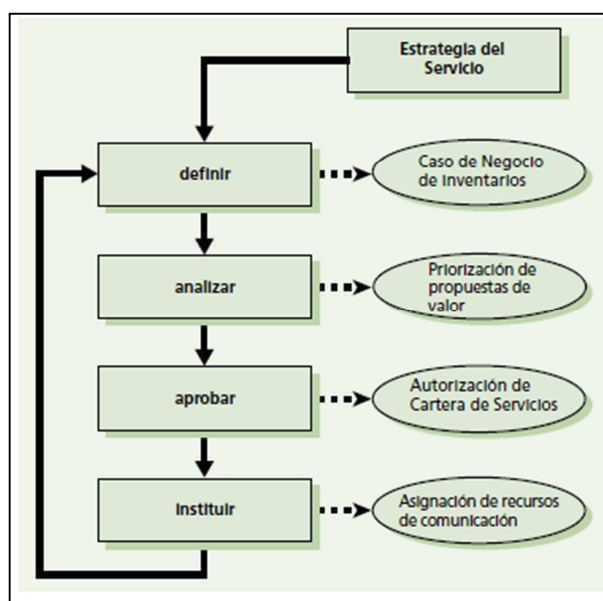 Estrategia del
Servicio
definir
Caso de Negocio
de Inventarios
analizar
Priorización de
propuestas de
valor
aprobar
Autorización de
Cartera de Servicios
instituir
Asignación de recursos
de comunicación